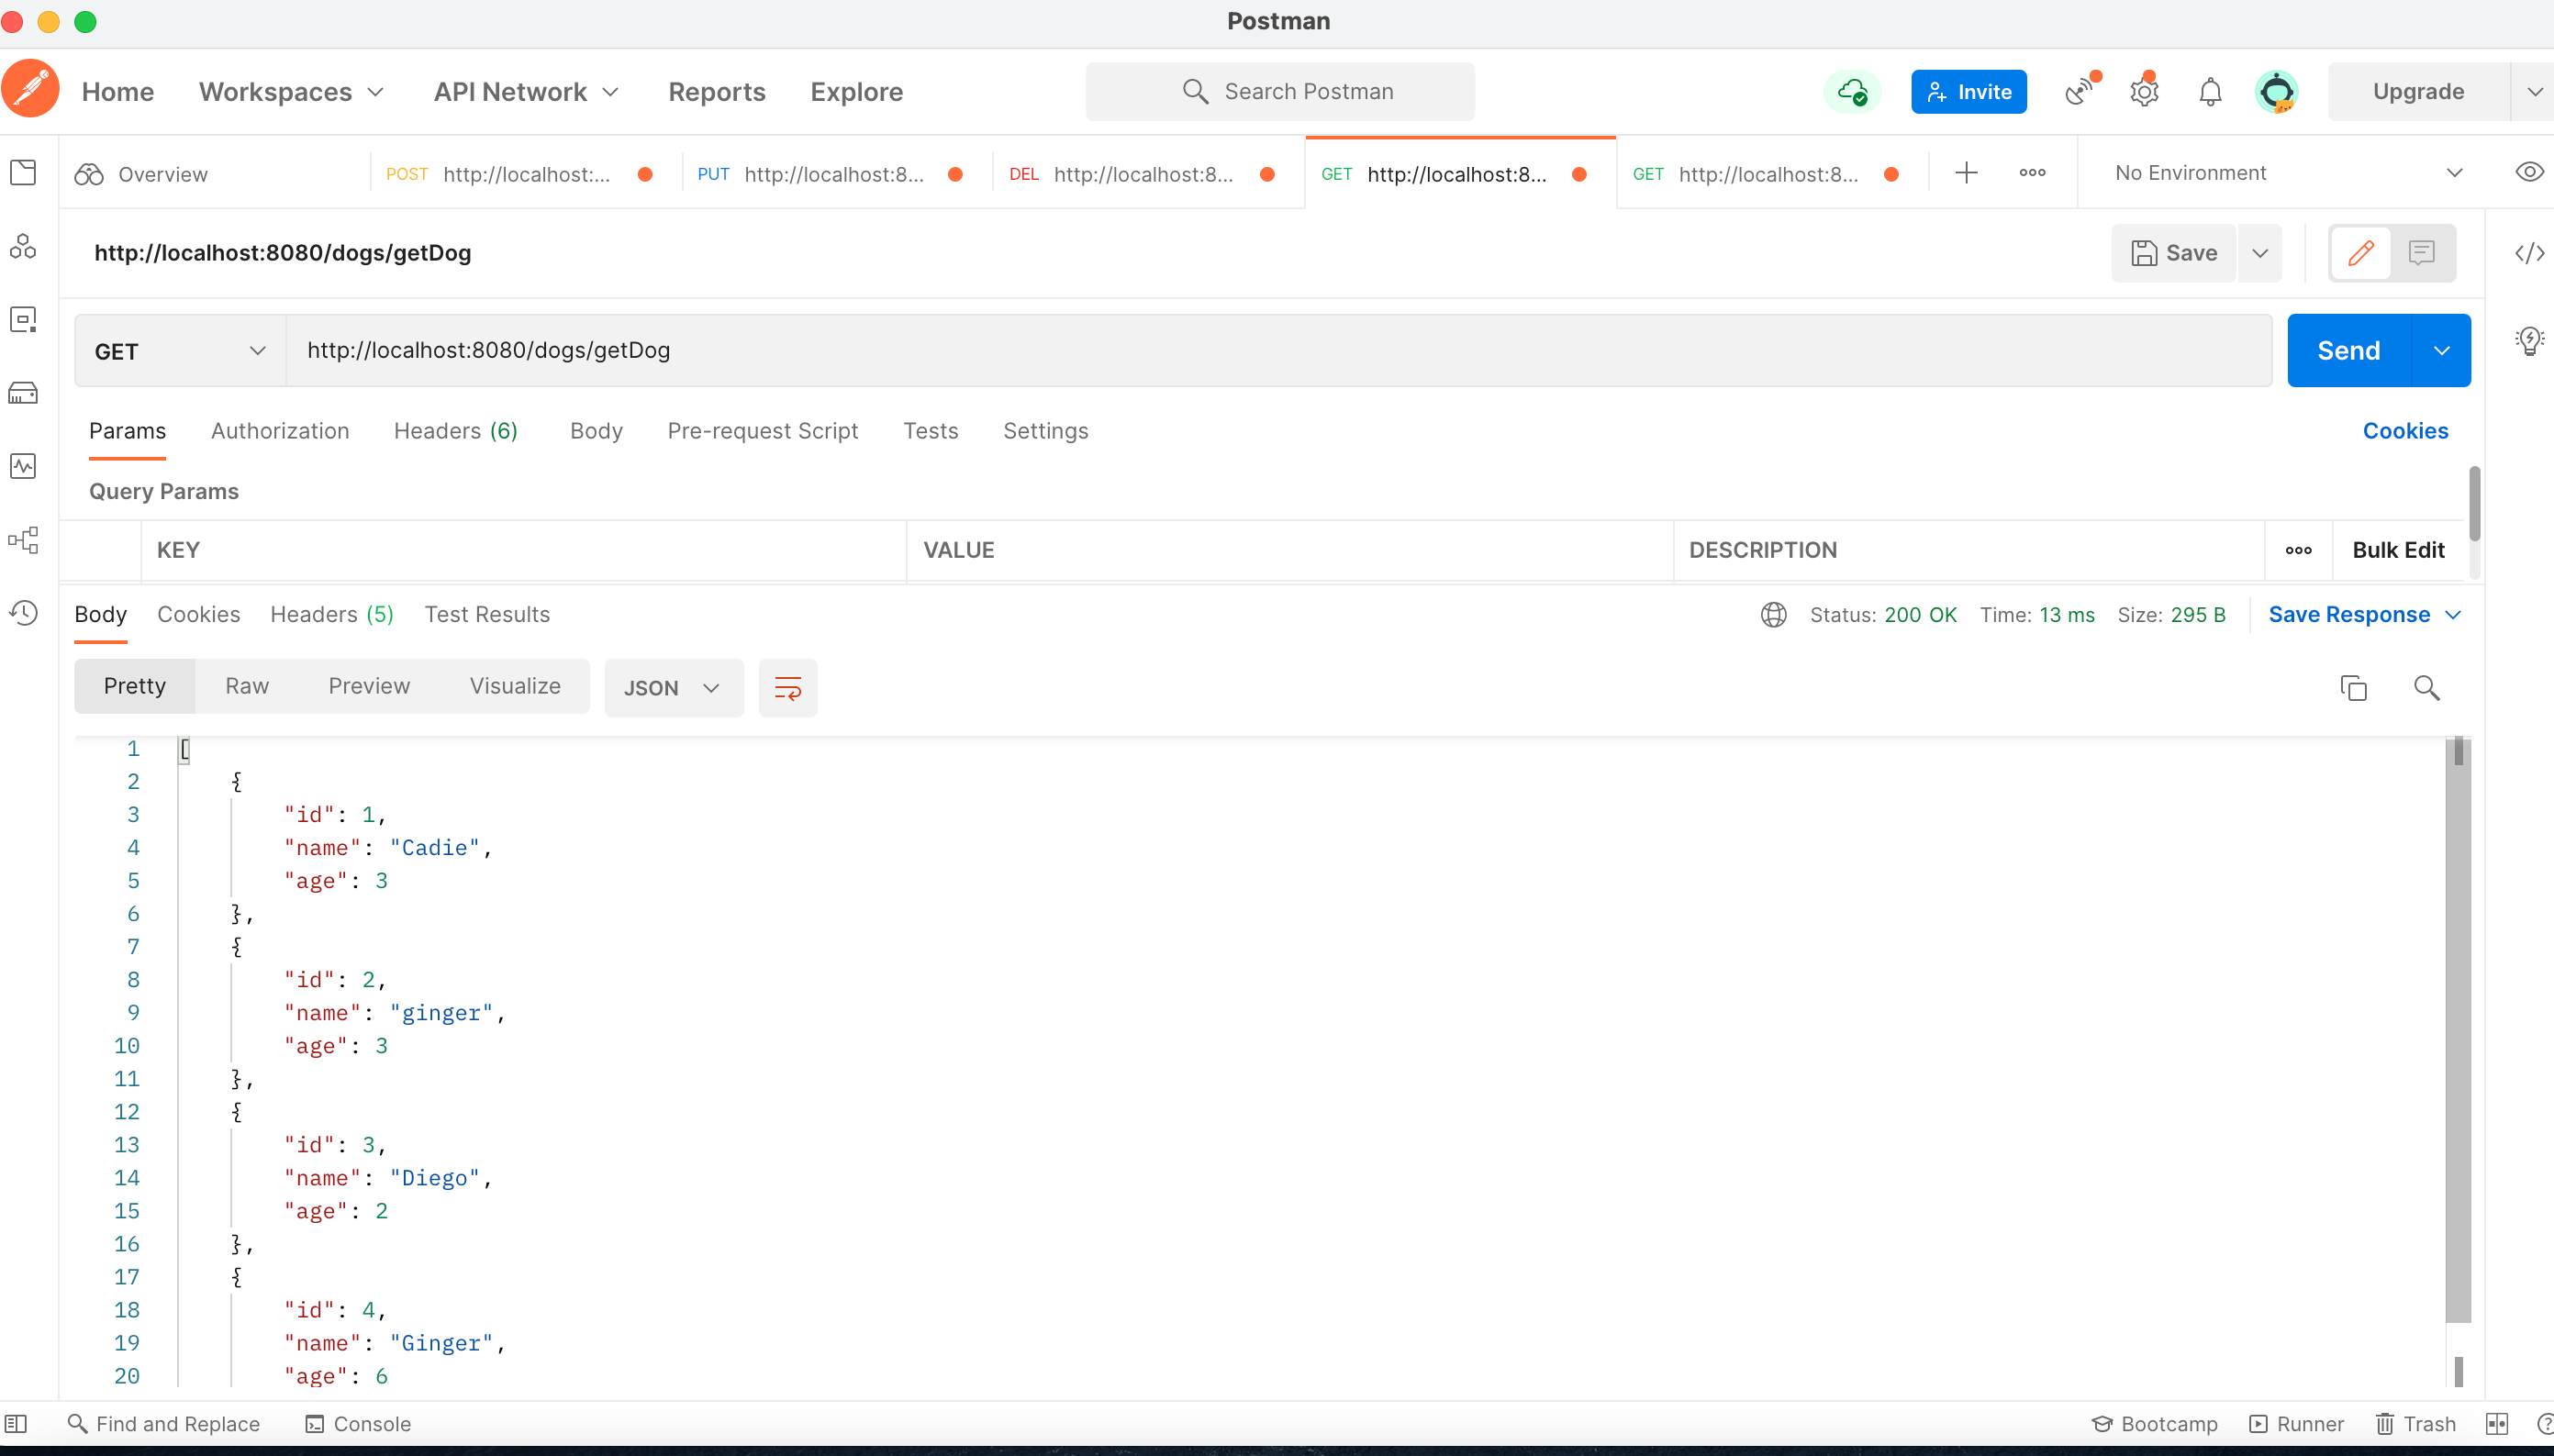 Postman
Home Workspaces API Network Reports Explore Search Postman Invite Upgrade
Overview POST http://localhost:... PUT http://localhost:8... DEL http://localhost:8... GET http://localhost:8... GET http://localhost:8... No Environment
http://localhost:8080/dogs/getDog Save
GET http://localhost:8080/dogs/getDog Send
Params Authorization Headers (6) Body Pre-request Script Tests Settings Cookies
Query Params
KEY VALUE DESCRIPTION Bulk Edit
Body Cookies Headers (5) Test Results Status: 200 OK Time: 13 ms Size: 295 B Save Response
Pretty Raw Preview Visualize JSON
1 [
2 {
3 "id": 1,
4 "name": "Cadie",
5 "age": 3
6 },
7 {
8 "id": 2,
9 "name": "ginger",
10 "age": 3
11 },
12 {
13 "id": 3,
14 "name": "Diego",
15 "age": 2
16 },
17 {
18 "id": 4,
19 "name": "Ginger",
20 "age": 6
Find and Replace Console Bootcamp Runner Trash